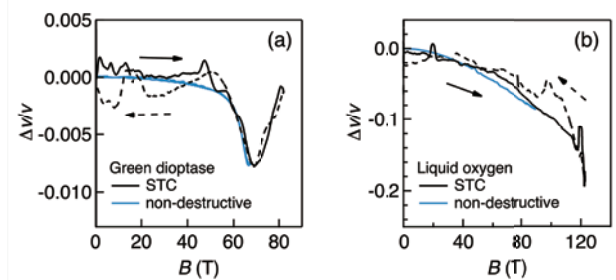 0.005
0.000
-0.005
-0.010
Δv/v
(a)
Green dioptase
STC
non-destructive
0 20 40 60 80
B (T)
0.0
-0.1
-0.2
Δv/v
(b)
Liquid oxygen
STC
non-destructive
0 40 80 120
B (T)